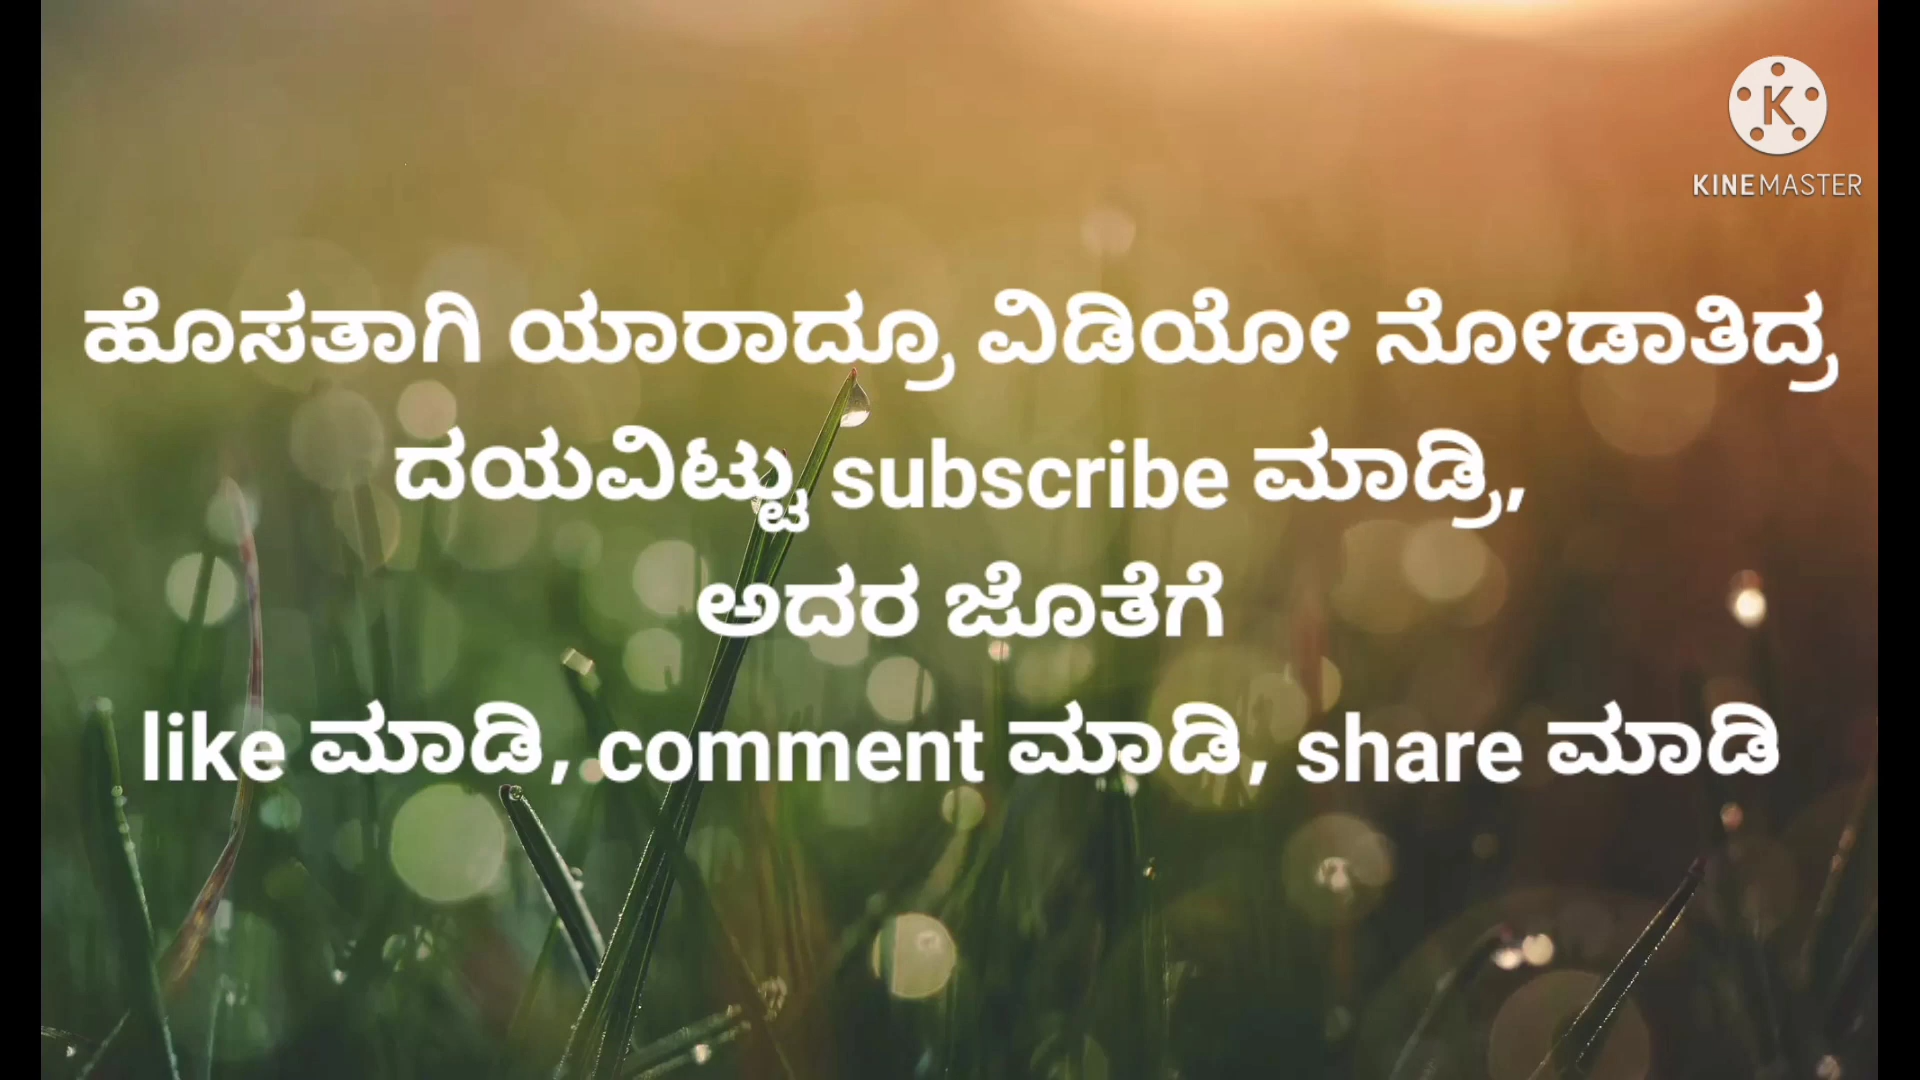 KINEMASTER
ಹೊಸತಾಗಿ ಯಾರಾದ್ರೂ ವಿಡಿಯೋ ನೋಡಾತಿದ್ರ
ದಯವಿಟ್ಟು subscribe ಮಾಡ್ರಿ,
ಅದರ ಜೊತೆಗೆ
like ಮಾಡಿ, comment ಮಾಡಿ, share ಮಾಡಿ